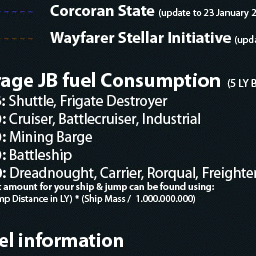 Corcoran State (update to 23 January 2
Wayfarer Stellar Initiative (upd
rage JB fuel Consumption (5 LY B
: Shuttle, Frigate Destroyer
: Cruiser, Battlecruiser, Industrial
: Mining Barge
: Battleship
: Dreadnought, Carrier, Rorqual, Freighter
t amount for your ship & jump can be found using:
mp Distance in LY) * (Ship Mass / 1.000.000.000)
el information